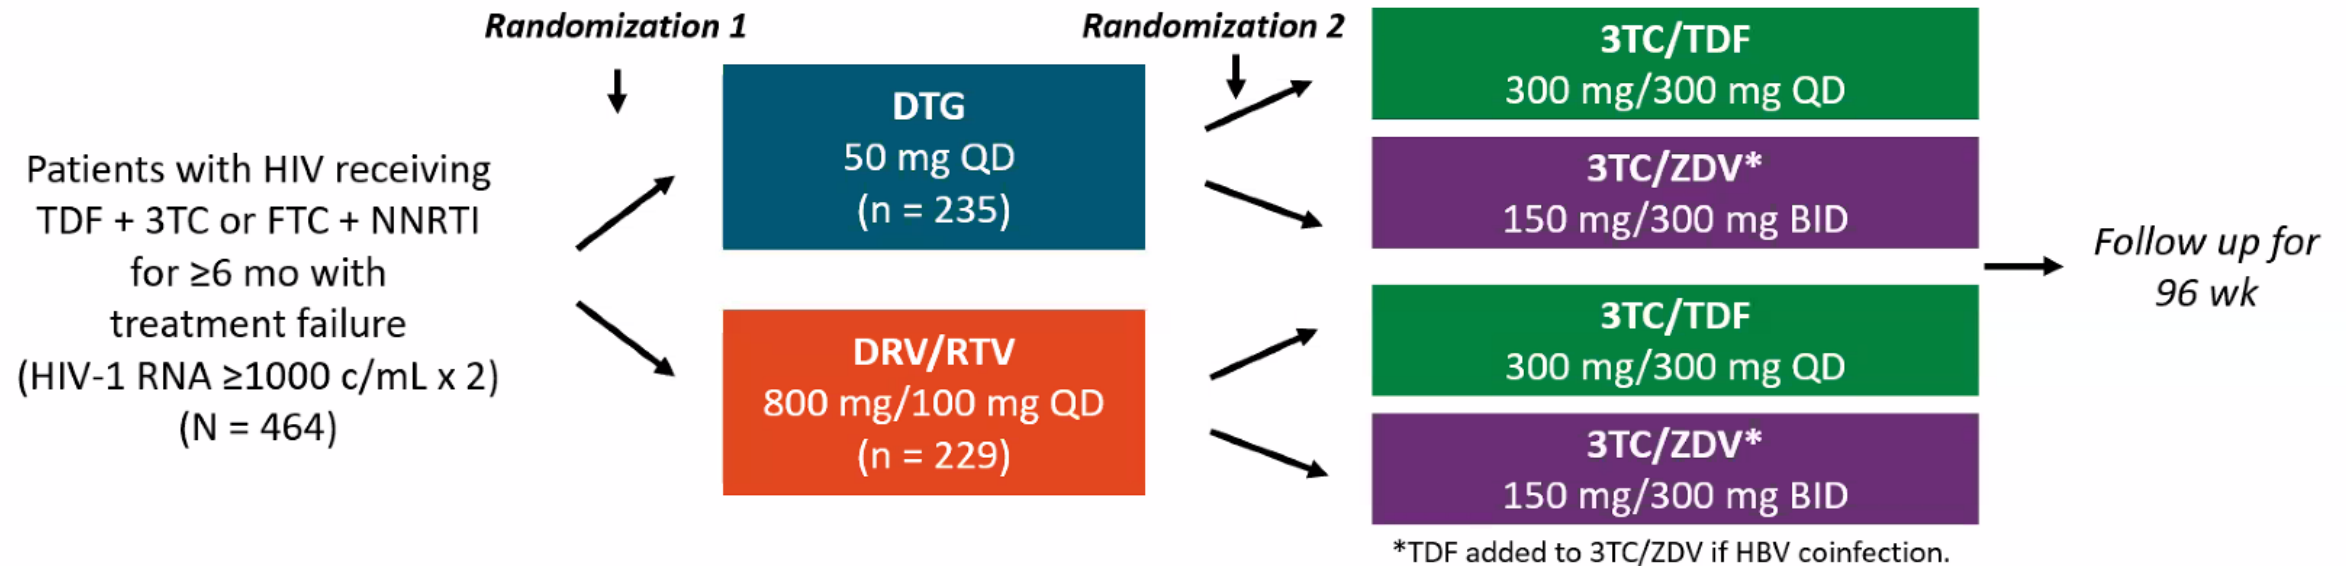 Randomization 1
Randomization 2
Patients with HIV receiving
TDF + 3TC or FTC + NNRTI
for ≥6 mo with
treatment failure
(HIV-1 RNA ≥1000 c/mL x 2)
(N = 464)
DTG
50 mg QD
(n = 235)
DRV/RTV
800 mg/100 mg QD
(n = 229)
3TC/TDF
300 mg/300 mg QD
3TC/ZDV*
150 mg/300 mg BID
3TC/TDF
300 mg/300 mg QD
3TC/ZDV*
150 mg/300 mg BID
*TDF added to 3TC/ZDV if HBV coinfection.
Follow up for
96 wk